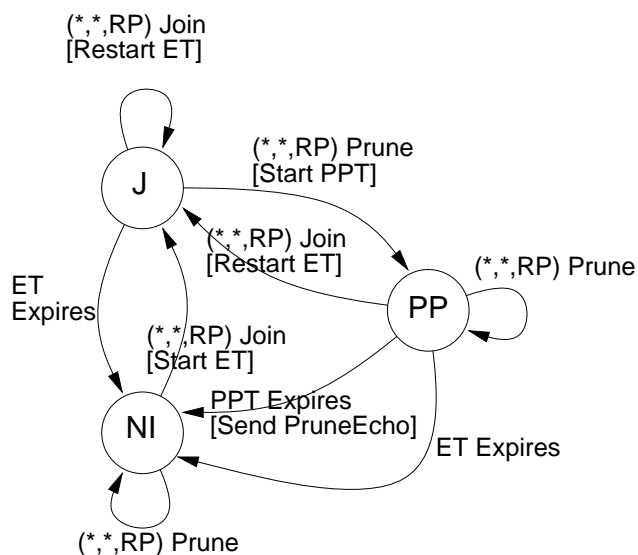 (*,*,RP) Join
[Restart ET]
J
(*,*,RP) Prune
[Start PPT]
(*,*,RP) Join
[Restart ET]
(*,*,RP) Prune
ET
Expires
PP
(*,*,RP) Join
[Start ET]
PPT Expires
[Send PruneEcho]
NI
ET Expires
(*,*,RP) Prune